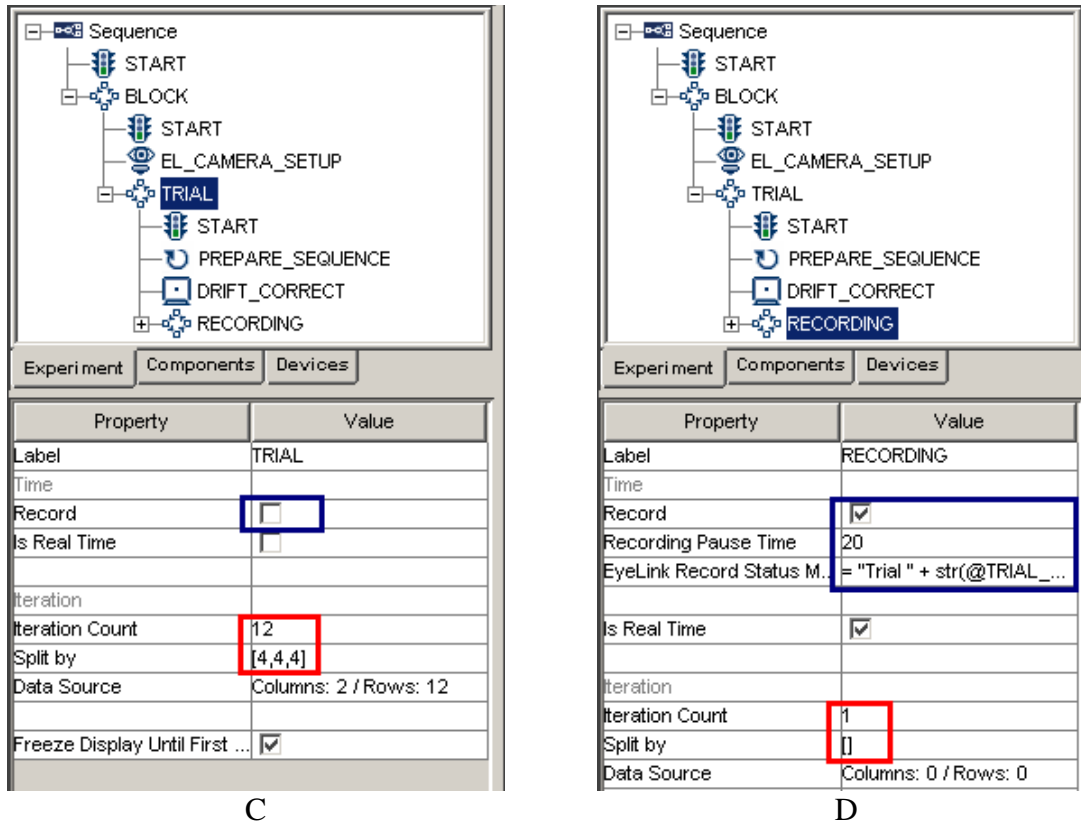 Sequence
START
BLOCK
START
EL_CAMERA_SETUP
TRIAL
START
PREPARE_SEQUENCE
DRIFT_CORRECT
RECORDING
Experiment Components Devices
Property Value
Label TRIAL
Time
Record
Is Real Time
Iteration
Iteration Count 12
Split by [4,4,4]
Data Source Columns: 2 / Rows: 12
Freeze Display Until First ...
C
Sequence
START
BLOCK
START
EL_CAMERA_SETUP
TRIAL
START
PREPARE_SEQUENCE
DRIFT_CORRECT
RECORDING
Experiment Components Devices
Property Value
Label RECORDING
Time
Record
Recording Pause Time 20
EyeLink Record Status M... = "Trial " + str(@TRIAL_...
Is Real Time
Iteration
Iteration Count 1
Split by []
Data Source Columns: 0 / Rows: 0
D